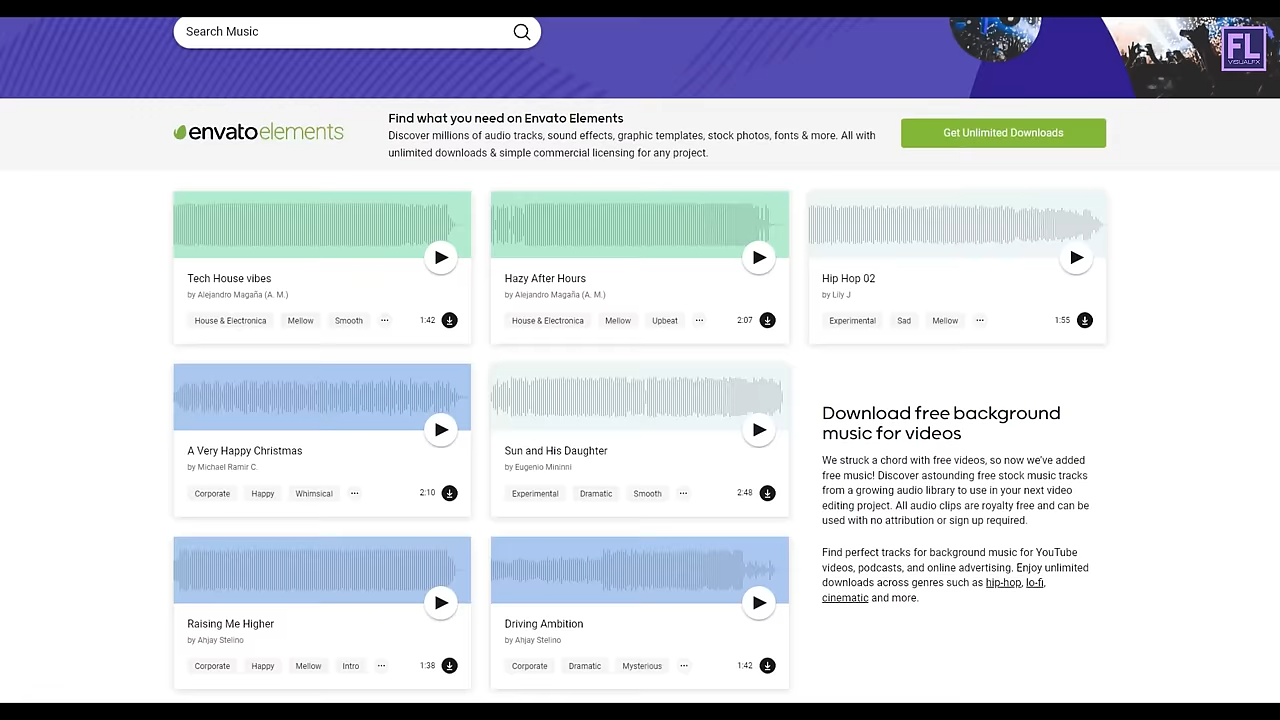 Search Music
FL
VISUALFX
envatoelements
Find what you need on Envato Elements
Discover millions of audio tracks, sound effects, graphic templates, stock photos, fonts & more. All with
unlimited downloads & simple commercial licensing for any project.
Get Unlimited Downloads
Tech House vibes
by Alejandro Magaña (A. M.)
House & Electronica Mellow Smooth ··· 1:42
Hazy After Hours
by Alejandro Magaña (A. M.)
House & Electronica Mellow Upbeat ··· 2:07
Hip Hop 02
by Lily J
Experimental Sad Mellow ··· 1:55
A Very Happy Christmas
by Michael Ramir C.
Corporate Happy Whimsical ··· 2:10
Sun and His Daughter
by Eugenio Mininni
Experimental Dramatic Smooth ··· 2:48
Download free background
music for videos
We struck a chord with free videos, so now we've added
free music! Discover astounding free stock music tracks
from a growing audio library to use in your next video
editing project. All audio clips are royalty free and can be
used with no attribution or sign up required.
Find perfect tracks for background music for YouTube
videos, podcasts, and online advertising. Enjoy unlimited
downloads across genres such as hip-hop, lo-fi,
cinematic and more.
Raising Me Higher
by Ahjay Stelino
Corporate Happy Mellow Intro ··· 1:38
Driving Ambition
by Ahjay Stelino
Corporate Dramatic Mysterious ··· 1:42